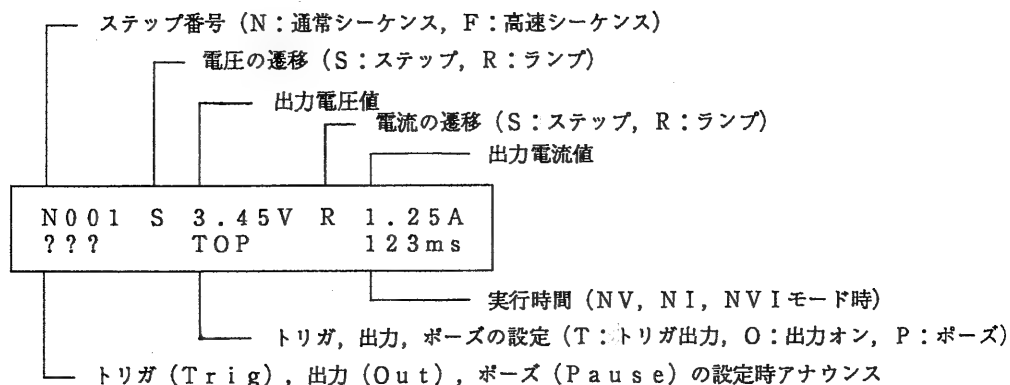 ステップ番号（N：通常シーケンス，F：高速シーケンス）
電圧の遷移（S：ステップ，R：ランプ）
出力電圧値
電流の遷移（S：ステップ，R：ランプ）
出力電流値
N001 S 3.45V R 1.25A
??? TOP 123ms
実行時間（NV，NI，NVIモード時）
トリガ，出力，ポーズの設定（T：トリガ出力，O：出力オン，P：ポーズ）
トリガ（Trig），出力（Out），ポーズ（Pause）の設定時アナウンス